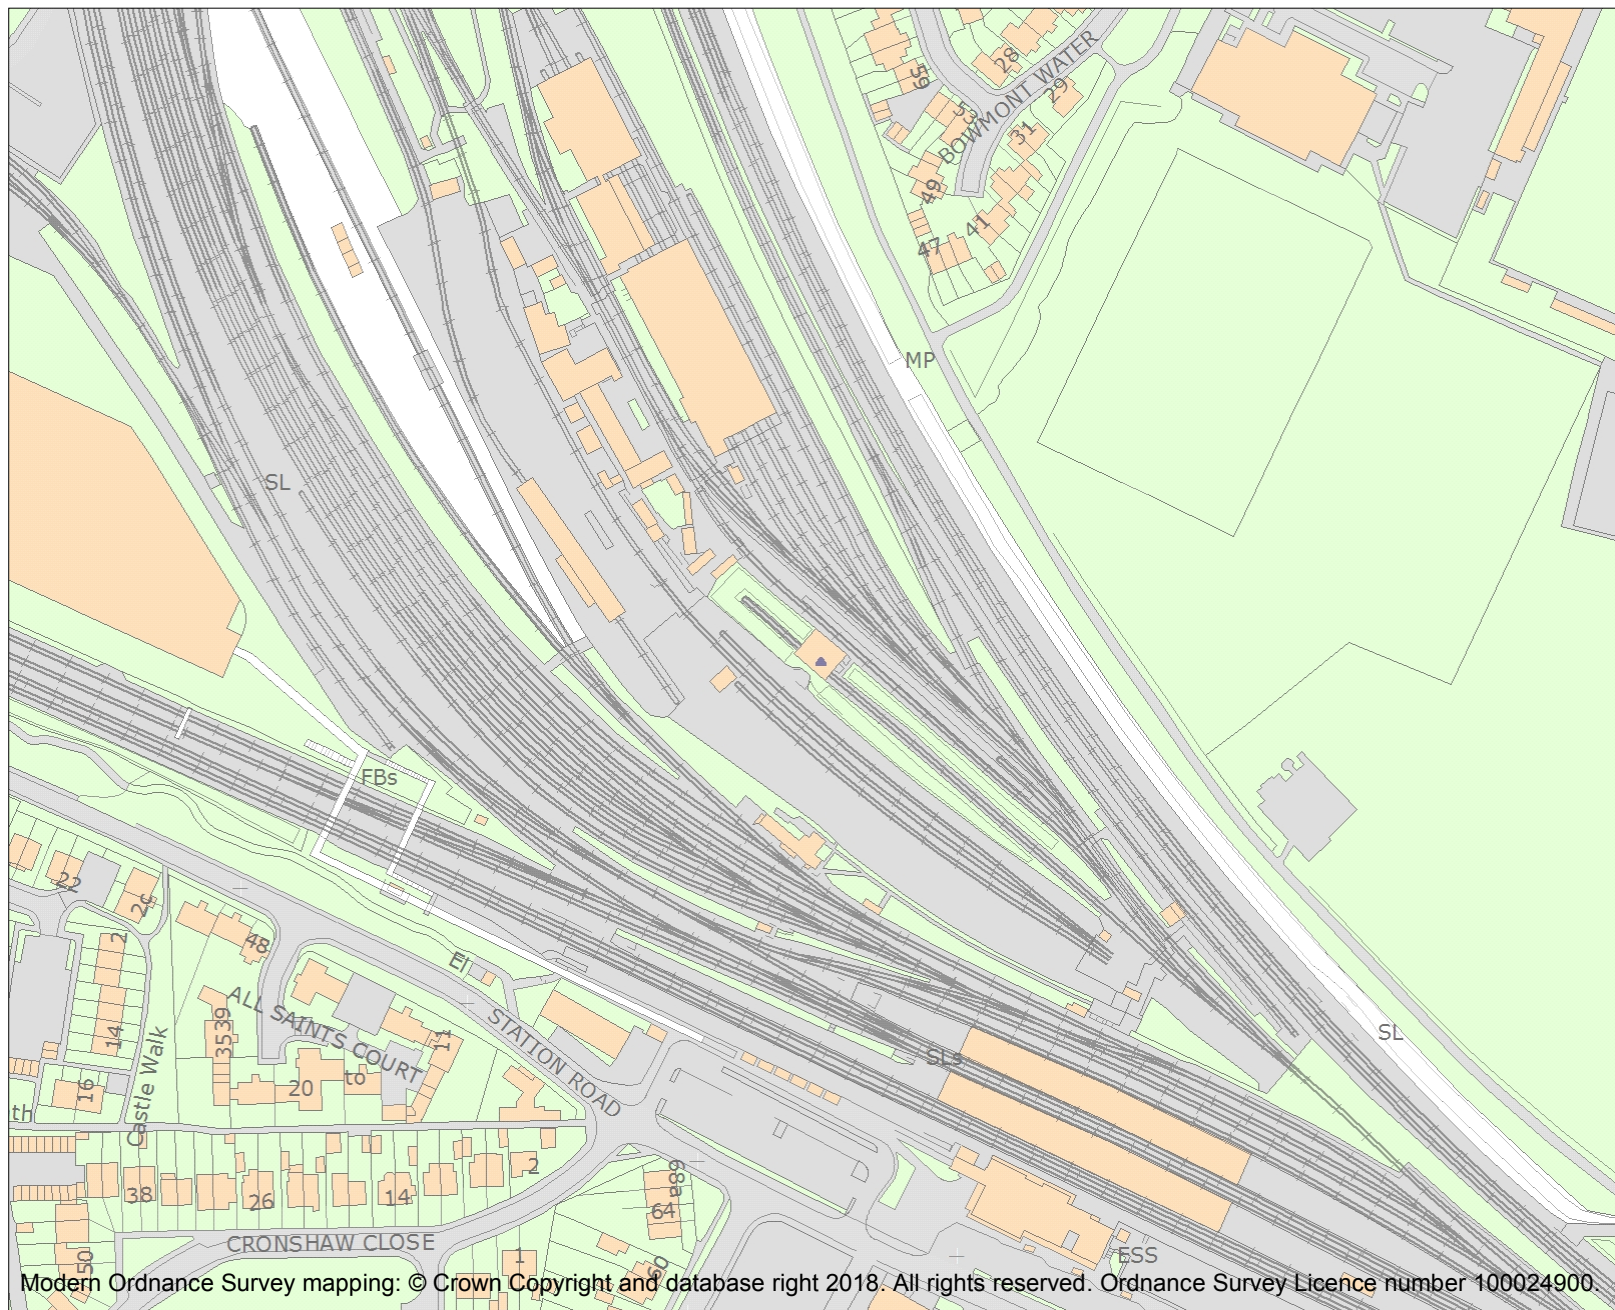 28
59
BOWMONT WATER
29
53
31
49
41
47
MP
SL
FBs
22
26
2
48
El
14
ALL SAINTS COURT
3539
11
STATION ROAD
SLs
SL
20
to
16
th
Castle Walk
2
68a
38
26
14
64
CRONSHAW CLOSE
1
50
60
ESS
Modern Ordnance Survey mapping: © Crown Copyright and database right 2018. All rights reserved. Ordnance Survey Licence number 100024900.